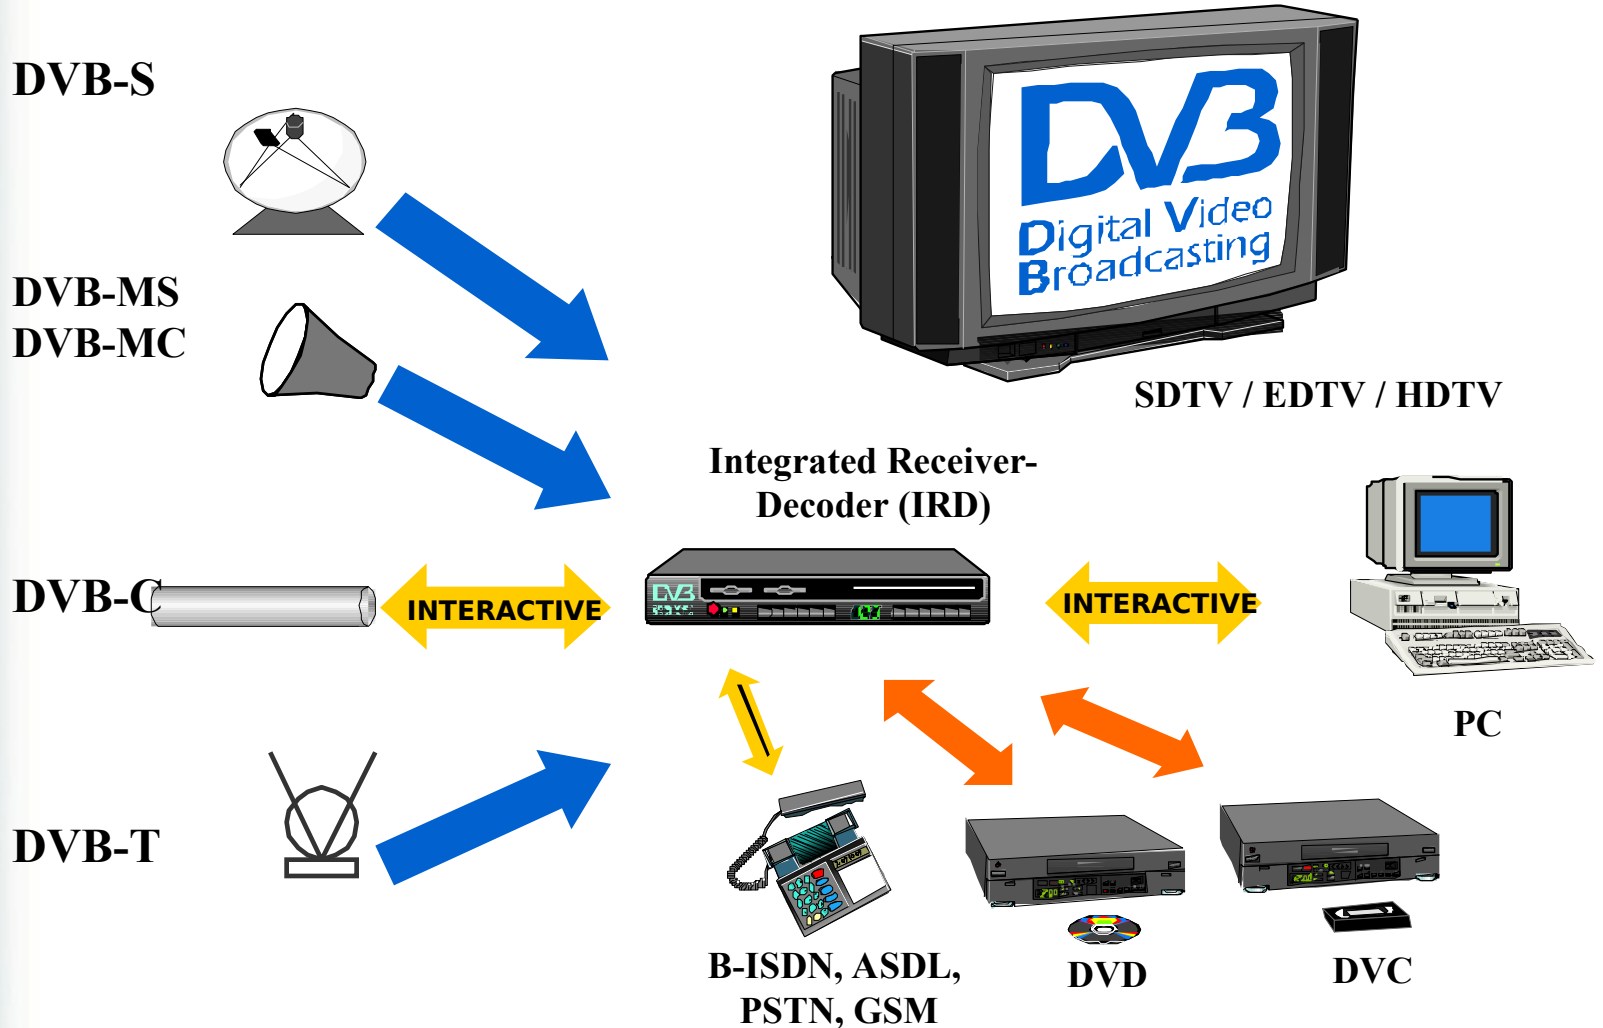 DVB-S
DVB
Digital Video
Broadcasting
DVB-MS
DVB-MC
SDTV / EDTV / HDTV
Integrated Receiver-
Decoder (IRD)
DVB-C
INTERACTIVE
DVB
INTERACTIVE
PC
DVB-T
B-ISDN, ASDL,
PSTN, GSM
DVD
DVC